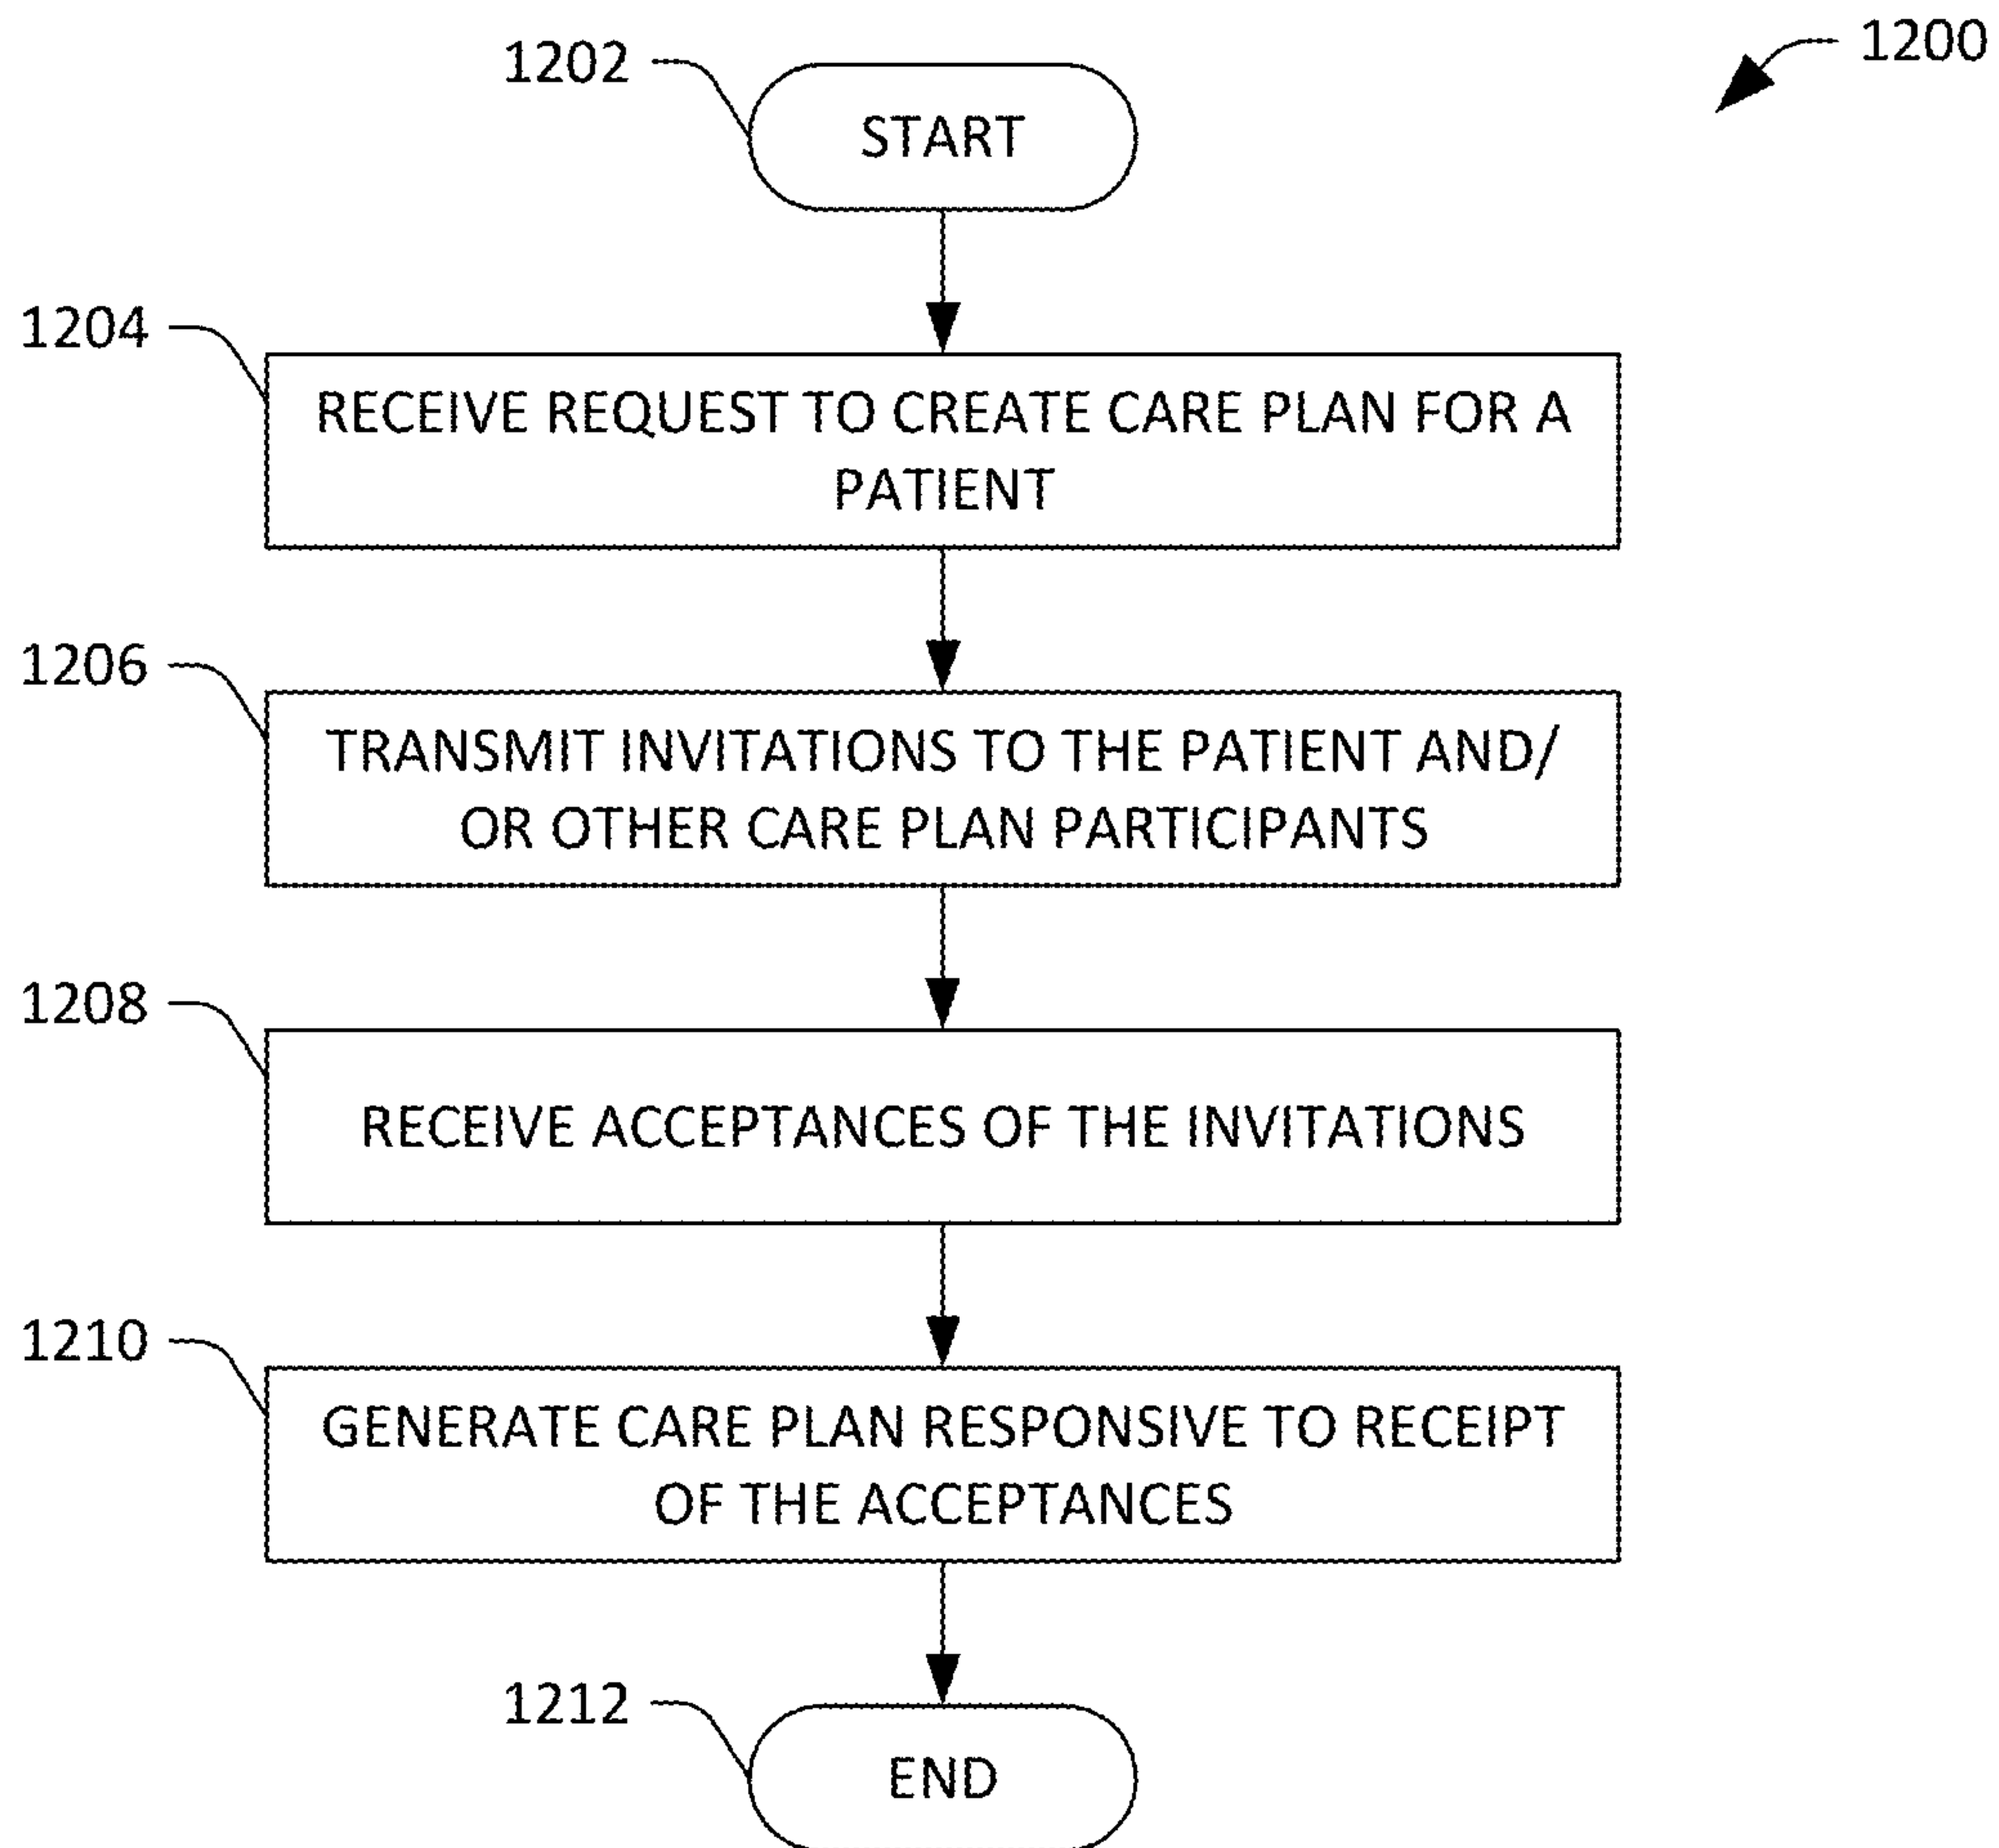 1200
1202
START
1204
RECEIVE REQUEST TO CREATE CARE PLAN FOR A
PATIENT
1206
TRANSMIT INVITATIONS TO THE PATIENT AND/
OR OTHER CARE PLAN PARTICIPANTS
1208
RECEIVE ACCEPTANCES OF THE INVITATIONS
1210
GENERATE CARE PLAN RESPONSIVE TO RECEIPT
OF THE ACCEPTANCES
1212
END